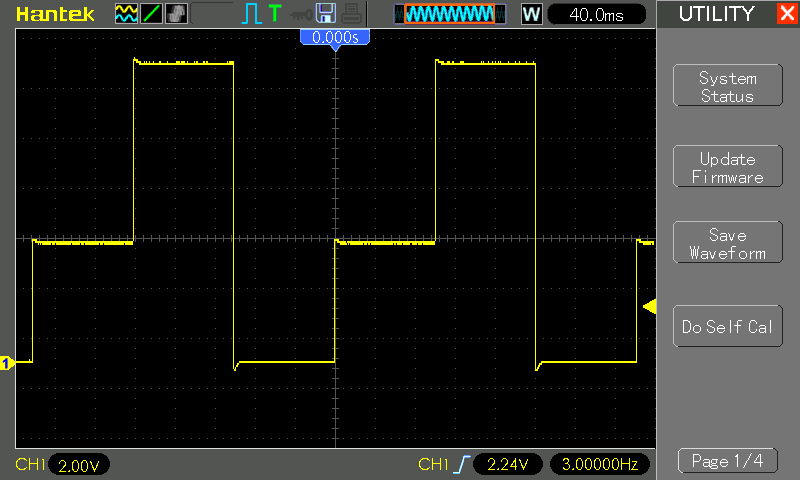 Hantek
T
W
40.0ms
UTILITY
0.000s
System
Status
Update
Firmware
Save
Waveform
Do Self Cal
1
CH1 2.00V
CH1 2.24V
3.00000Hz
Page 1/4